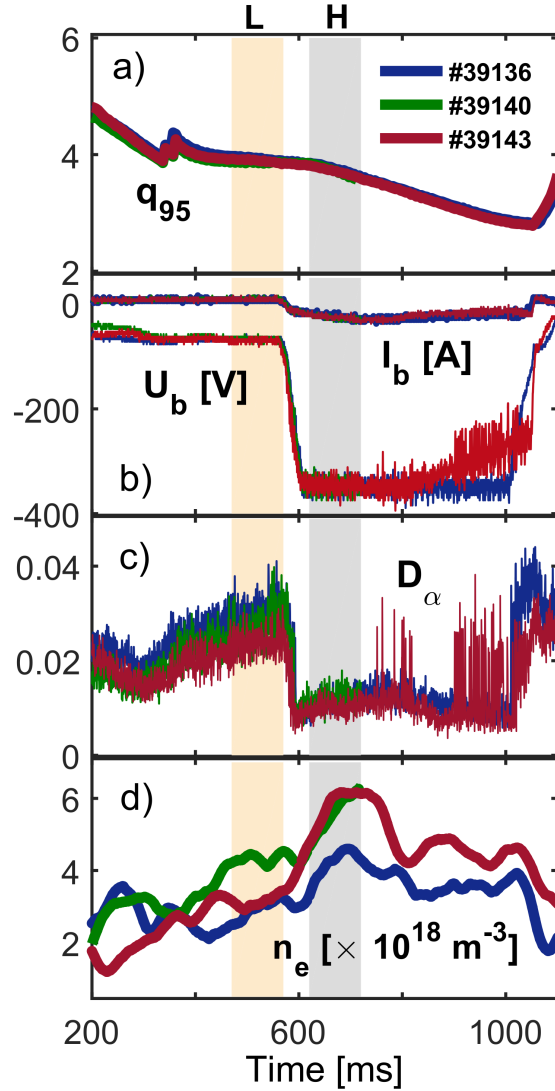 L H
6
a)
#39136
#39140
#39143
4
q95
2
0
Ib [A]
Ub [V]
-200
b)
-400
c)
0.04
Dα
0.02
0
d)
6
4
ne [× 10^18 m^-3]
2
200 600 1000
Time [ms]